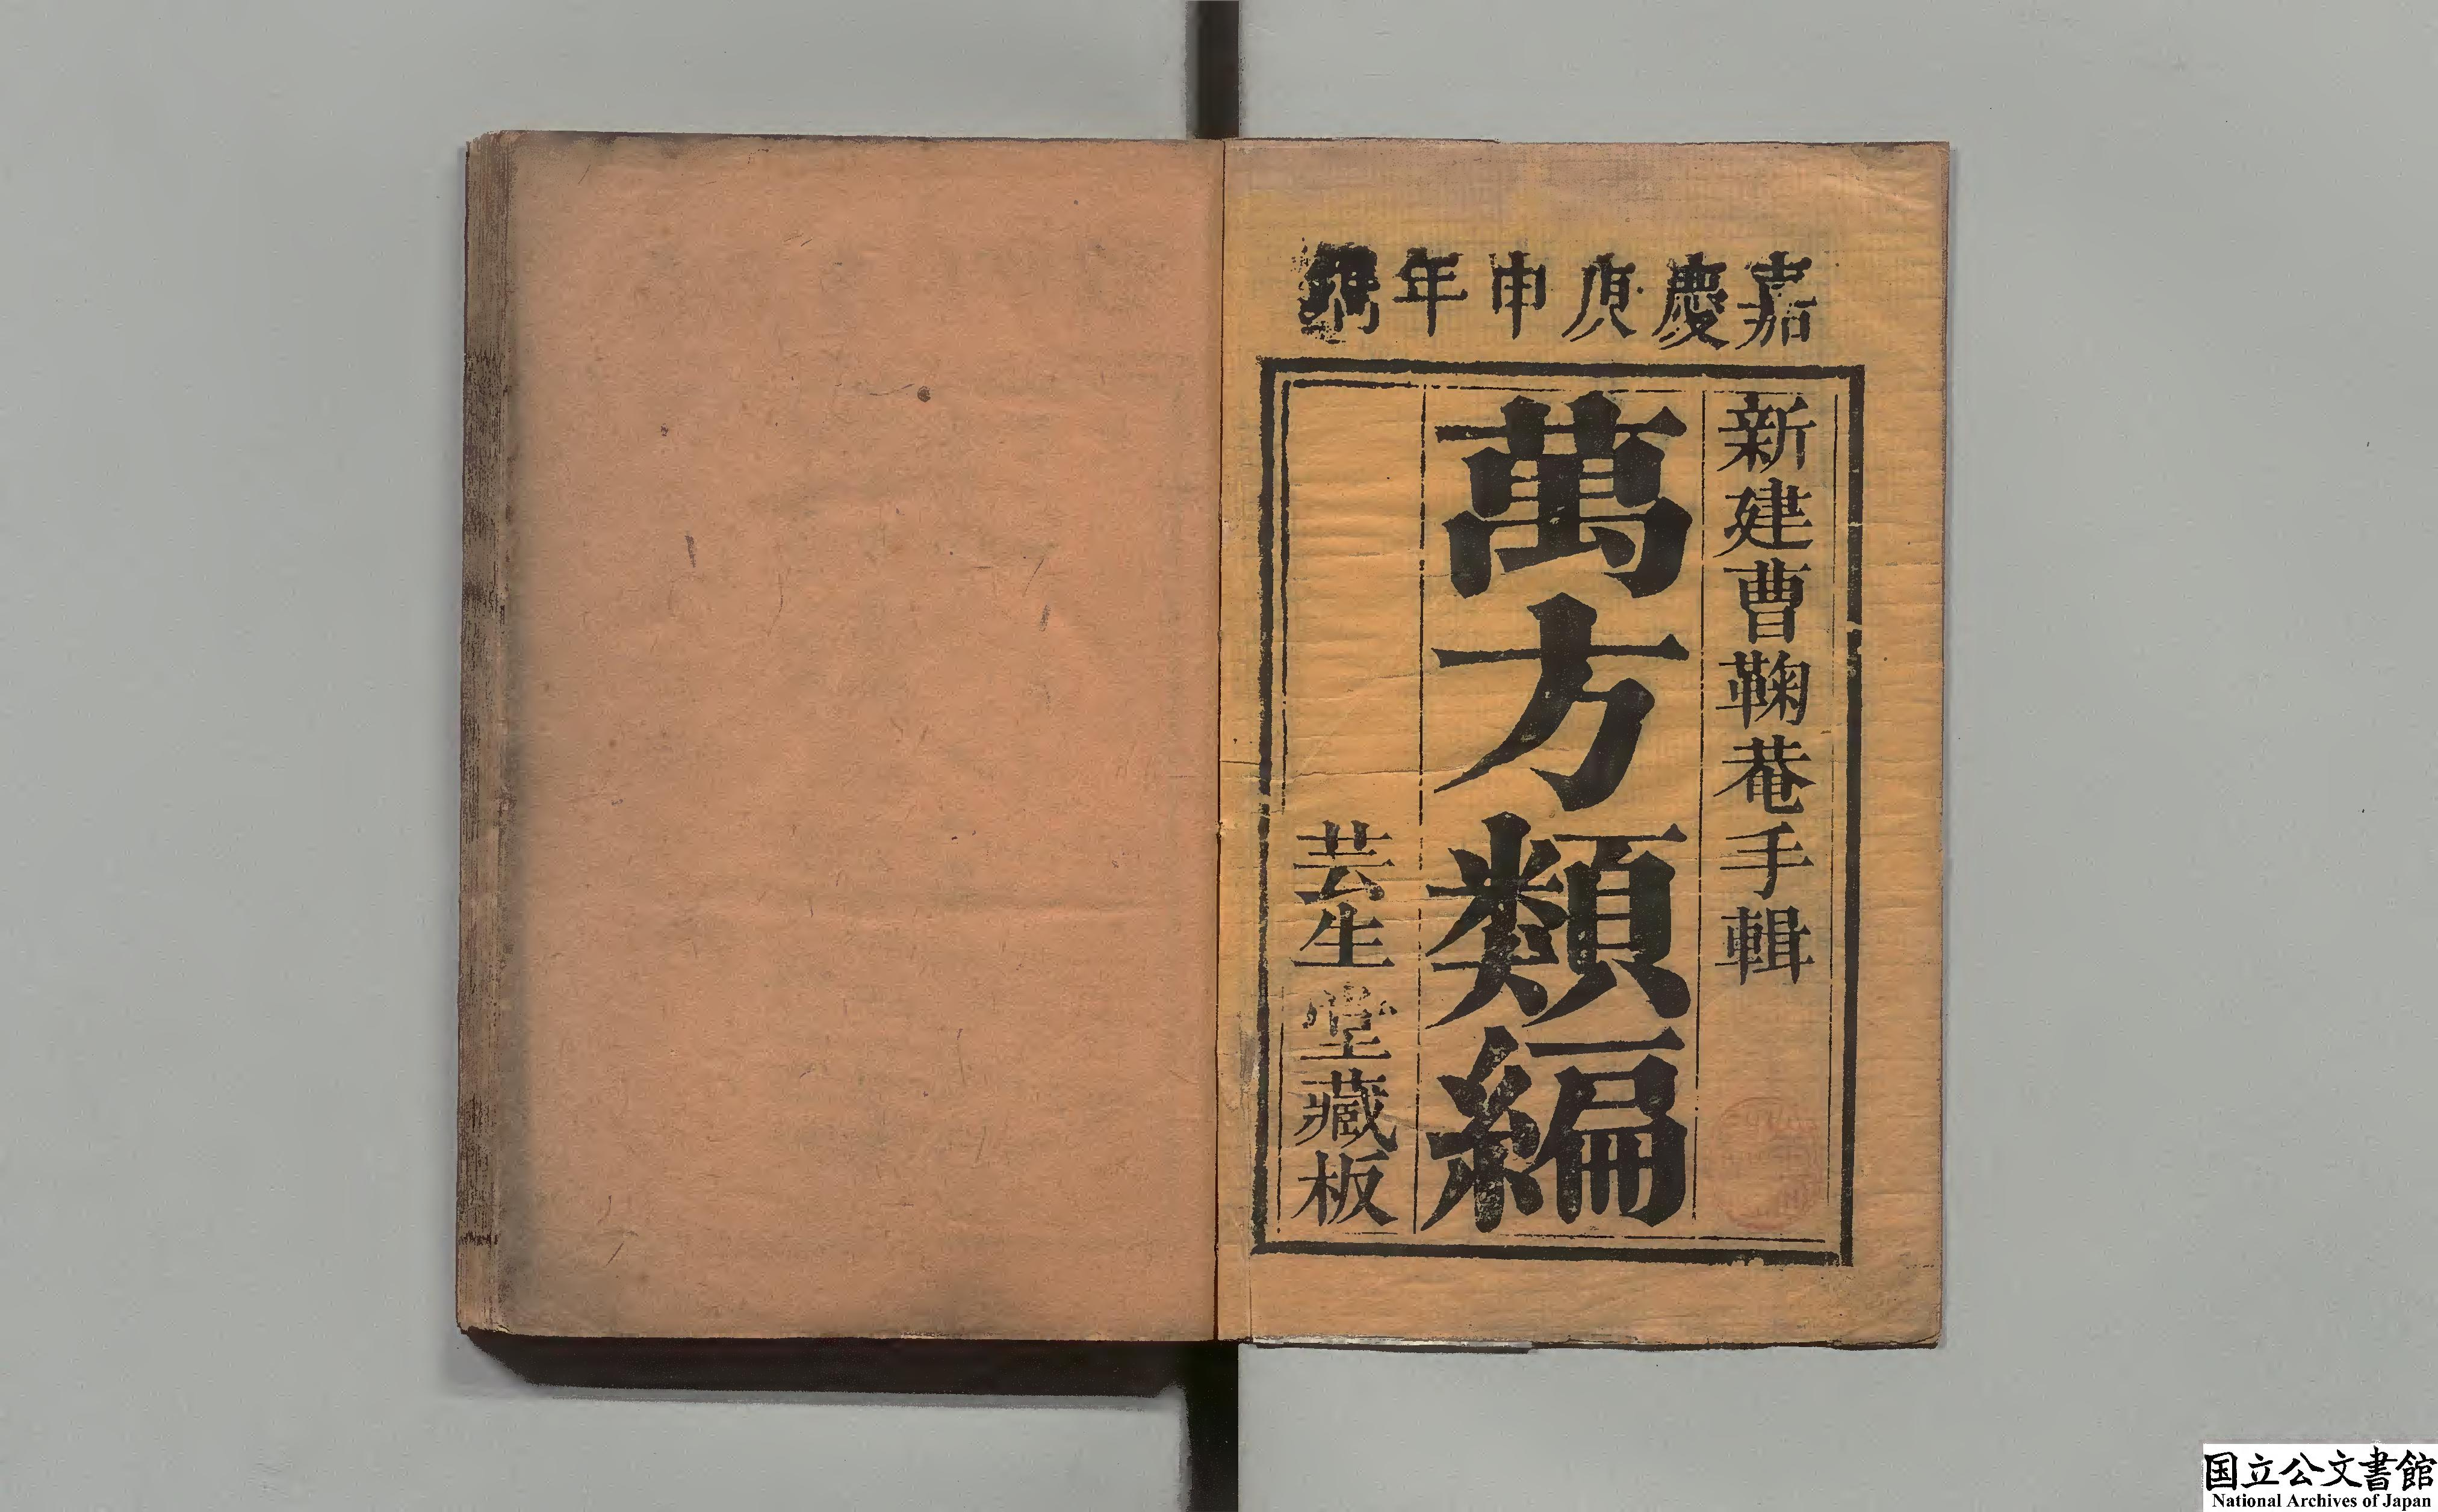 嘉慶庚申年鐫
新建曹鞠菴手輯
萬方類編
芸生堂藏板
国立公文書館
National Archives of Japan